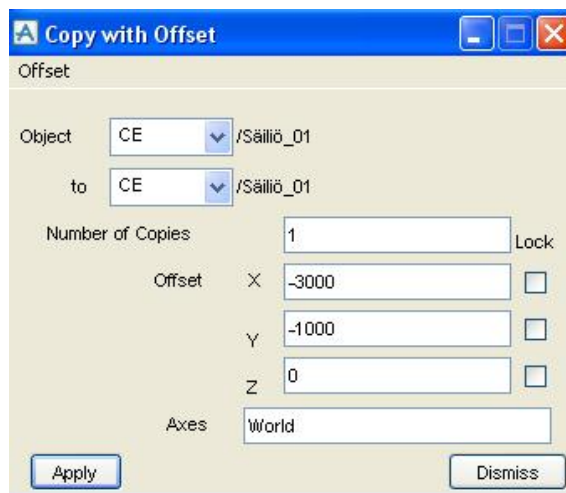 Copy with Offset
Offset
Object CE /Säiliö_01
to CE /Säiliö_01
Number of Copies 1 Lock
Offset X -3000
Y -1000
Z 0
Axes World
Apply Dismiss